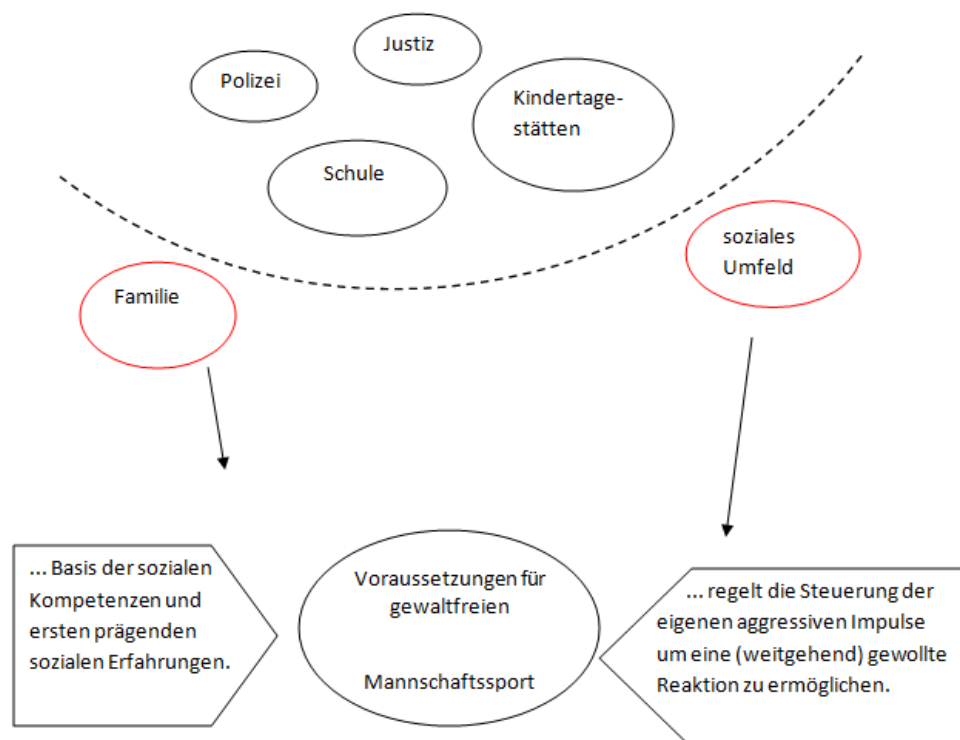 Justiz
Polizei
Kindertage-
stätten
Schule
soziales
Umfeld
Familie
... Basis der sozialen
Kompetenzen und
ersten prägenden
sozialen Erfahrungen.
Voraussetzungen für
gewaltfreien
Mannschaftssport
... regelt die Steuerung der
eigenen aggressiven Impulse
um eine (weitgehend) gewollte
Reaktion zu ermöglichen.